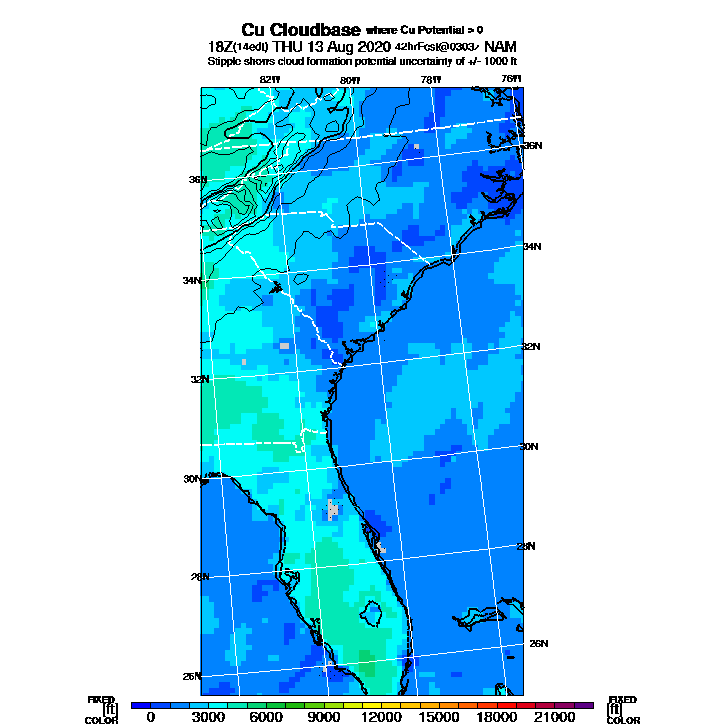 Cu Cloudbase where Cu Potential > 0
18Z(14edt) THU 13 Aug 2020 42hrFcst@0303z NAM
Stipple shows cloud formation potential uncertainty of +/- 1000 ft
82W 80W 78W 76W
36N
36N
34N
34N
32N
32N
30N
30N
28N
28N
26N
26N
FIXED FIXED
[ft] 0 3000 6000 9000 12000 15000 18000 21000 [ft]
COLOR COLOR